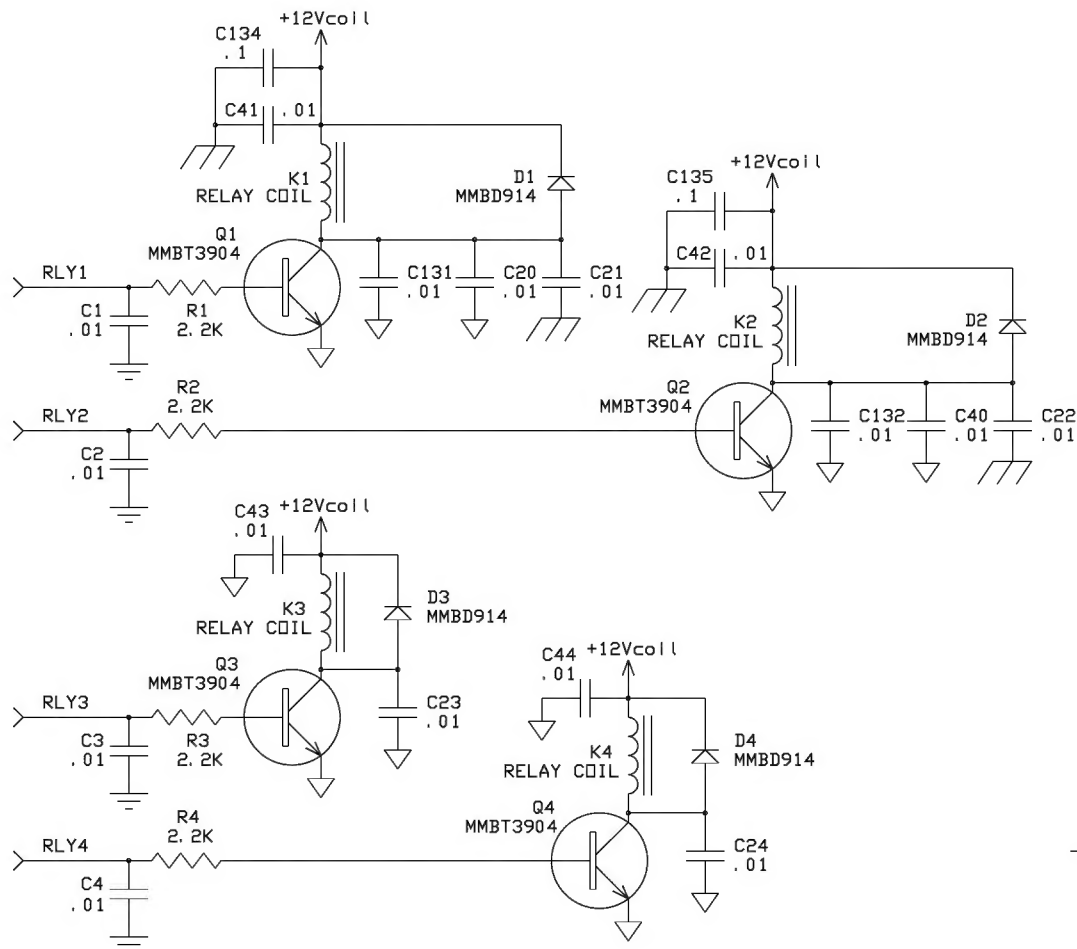 +12Vcoil
C134
.1
C41 .01
K1
RELAY COIL
D1
MMBD914
Q1
MMBT3904
RLY1
C1
.01
R1
2.2K
C131
.01
C20
.01
C21
.01
+12Vcoil
C135
.1
C42 .01
K2
RELAY COIL
D2
MMBD914
R2
2.2K
Q2
MMBT3904
RLY2
C2
.01
C132
.01
C40
.01
C22
.01
+12Vcoil
C43
.01
K3
RELAY COIL
D3
MMBD914
Q3
MMBT3904
RLY3
C3
.01
R3
2.2K
C23
.01
+12Vcoil
C44
.01
K4
RELAY COIL
D4
MMBD914
R4
2.2K
Q4
MMBT3904
RLY4
C4
.01
C24
.01